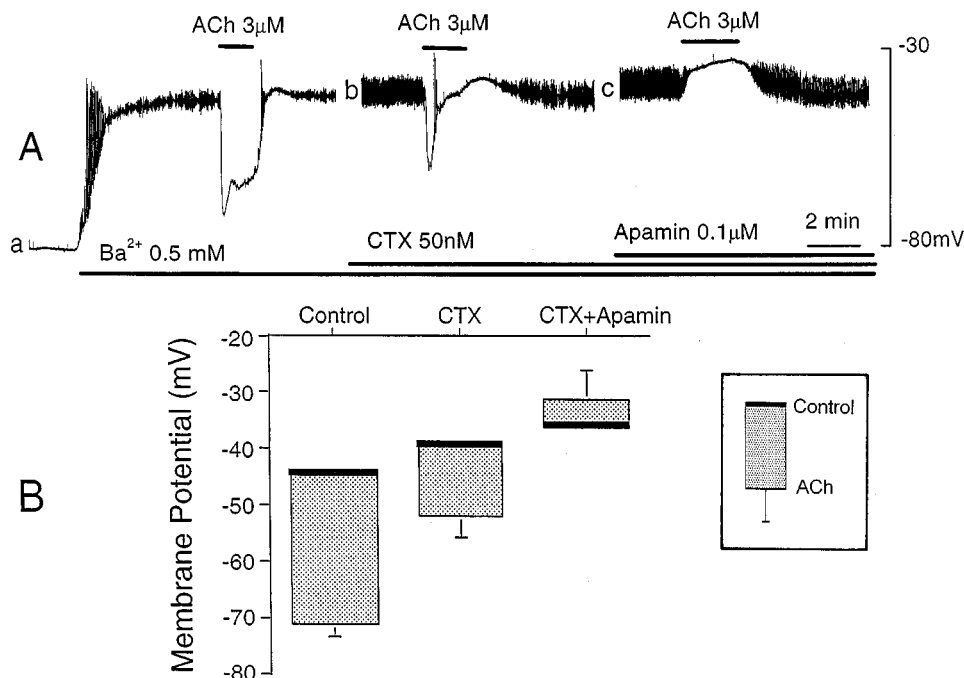 ACh 3μM ACh 3μM ACh 3μM
-30
A
a
b
c
2 min
-80mV
Ba²⁺ 0.5 mM
CTX 50nM
Apamin 0.1μM
Control CTX CTX+Apamin
B
Membrane Potential (mV)
-20
-30
-40
-50
-60
-70
-80
Control
ACh